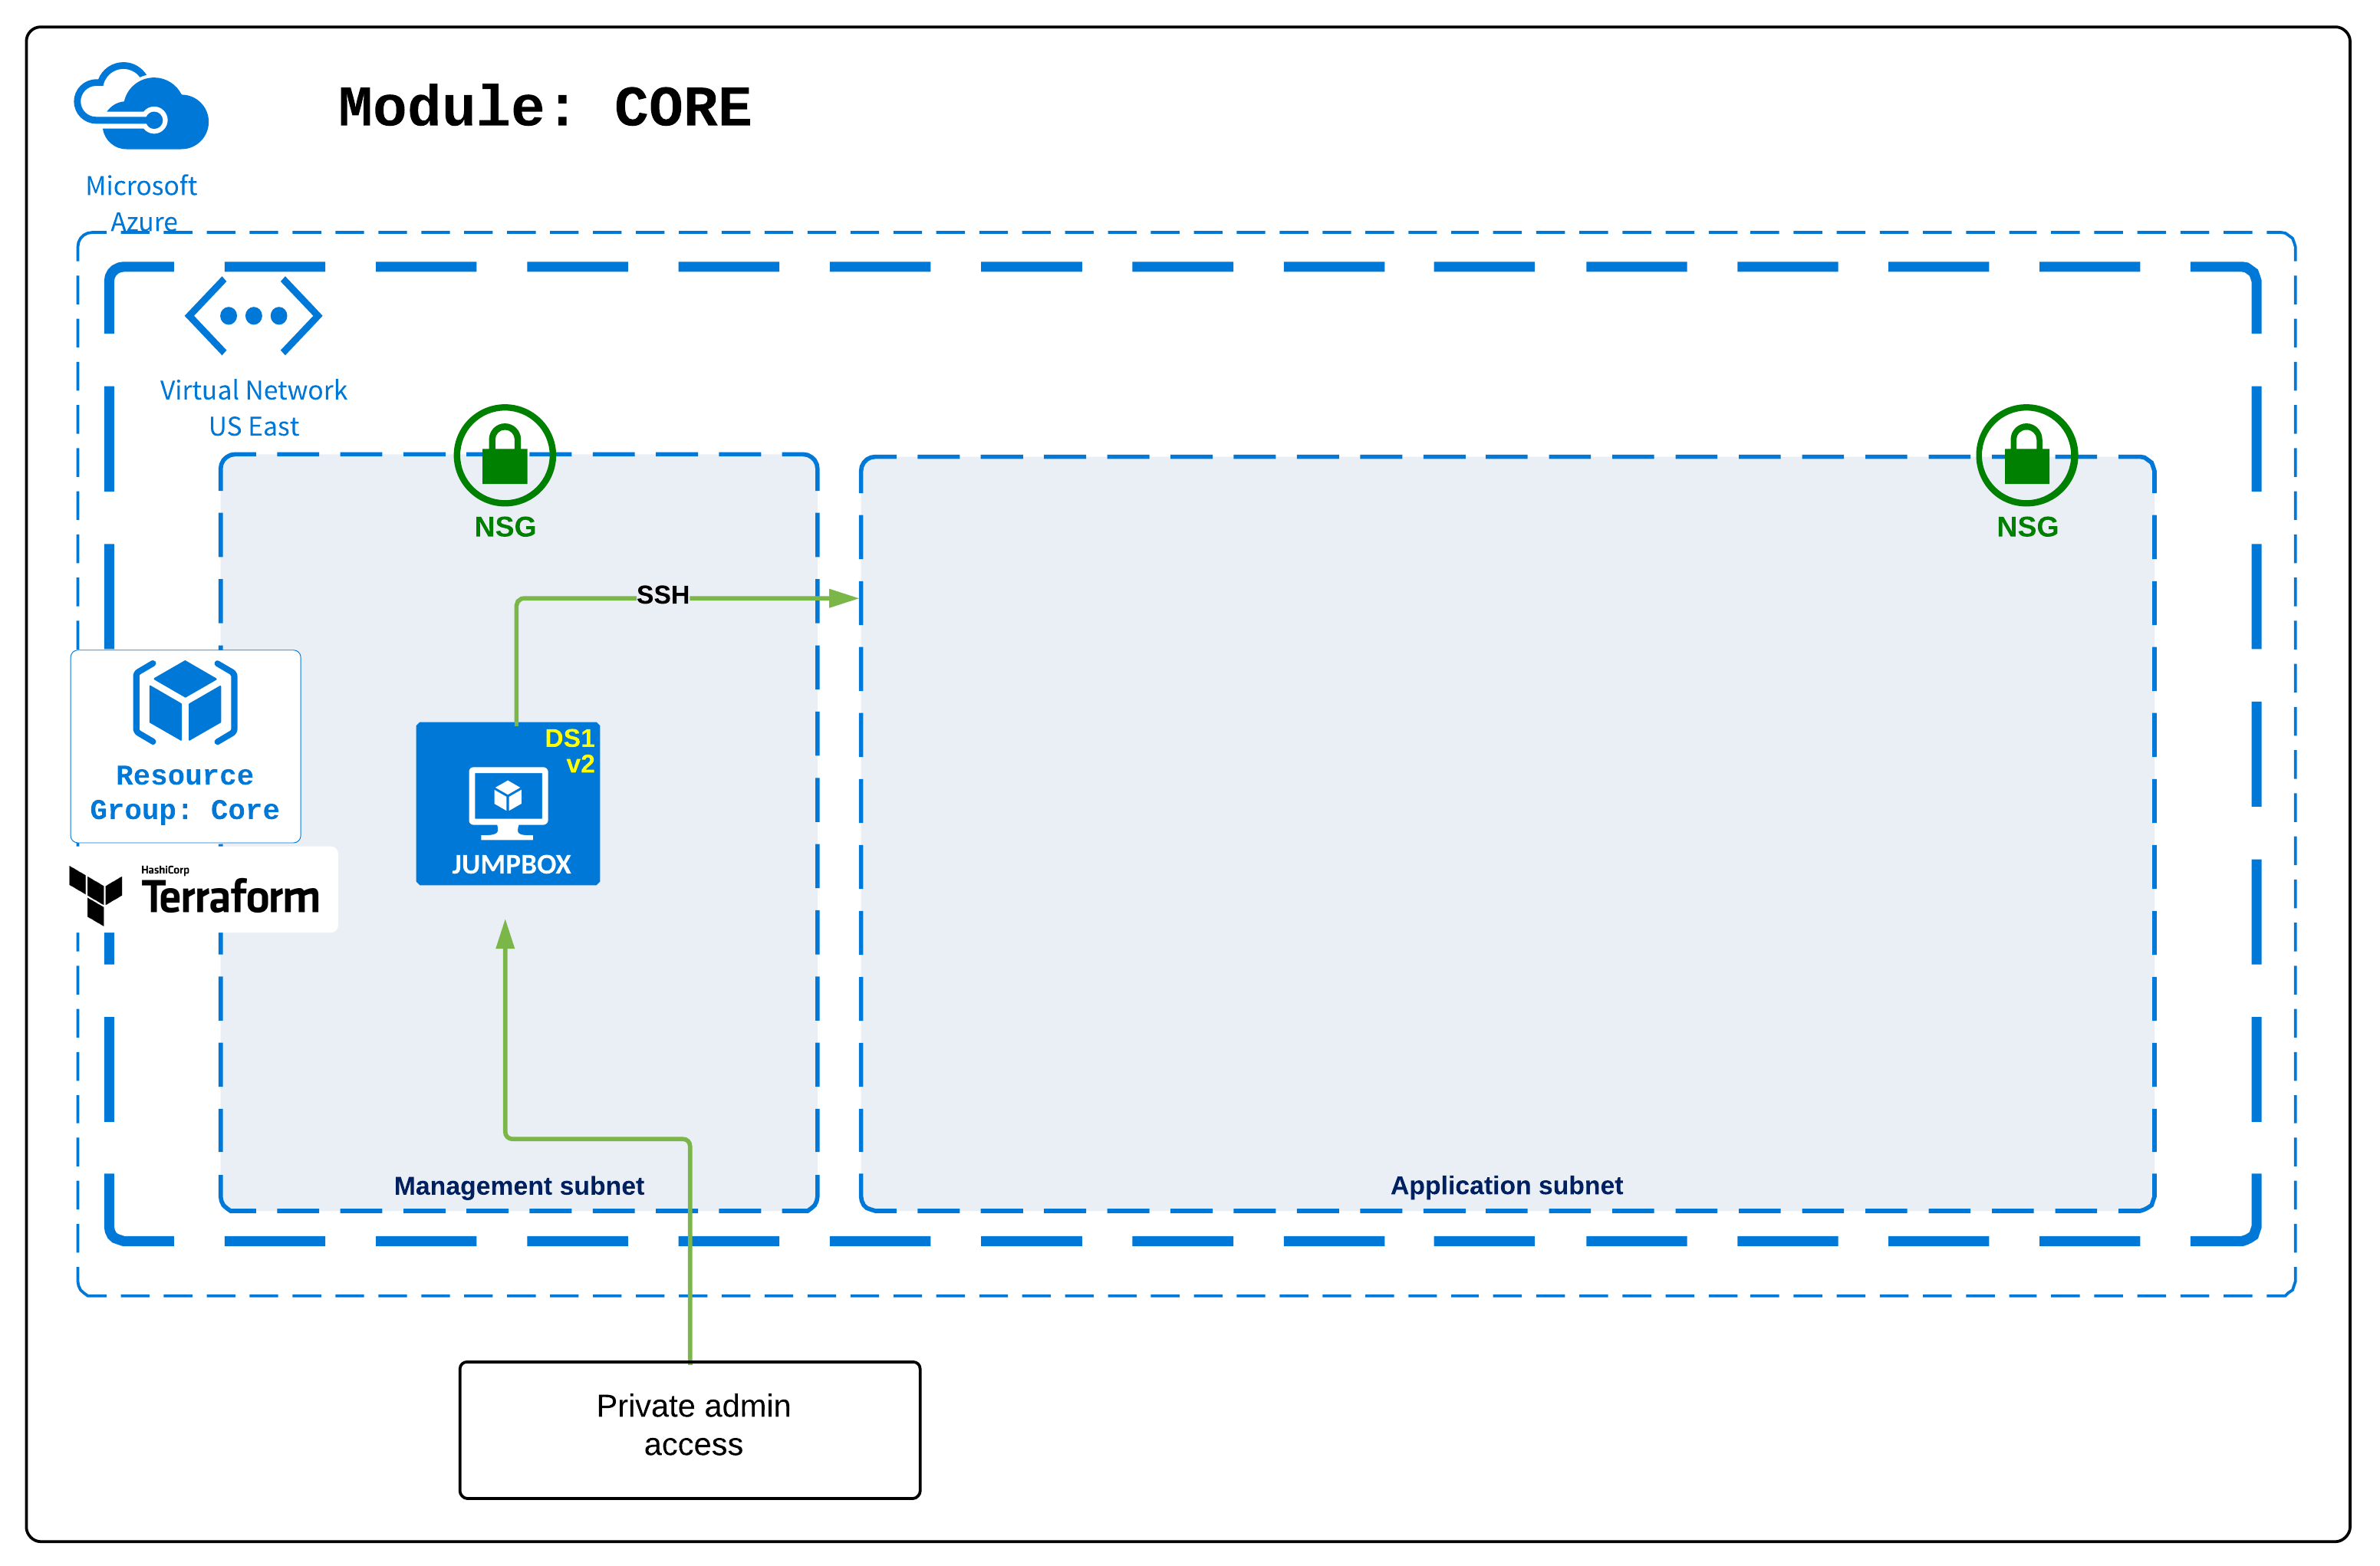 Module: CORE
Microsoft
Azure
Virtual Network
US East
NSG
NSG
SSH
DS1
v2
JUMPBOX
Resource
Group: Core
HashiCorp
Terraform
Management subnet
Application subnet
Private admin
access